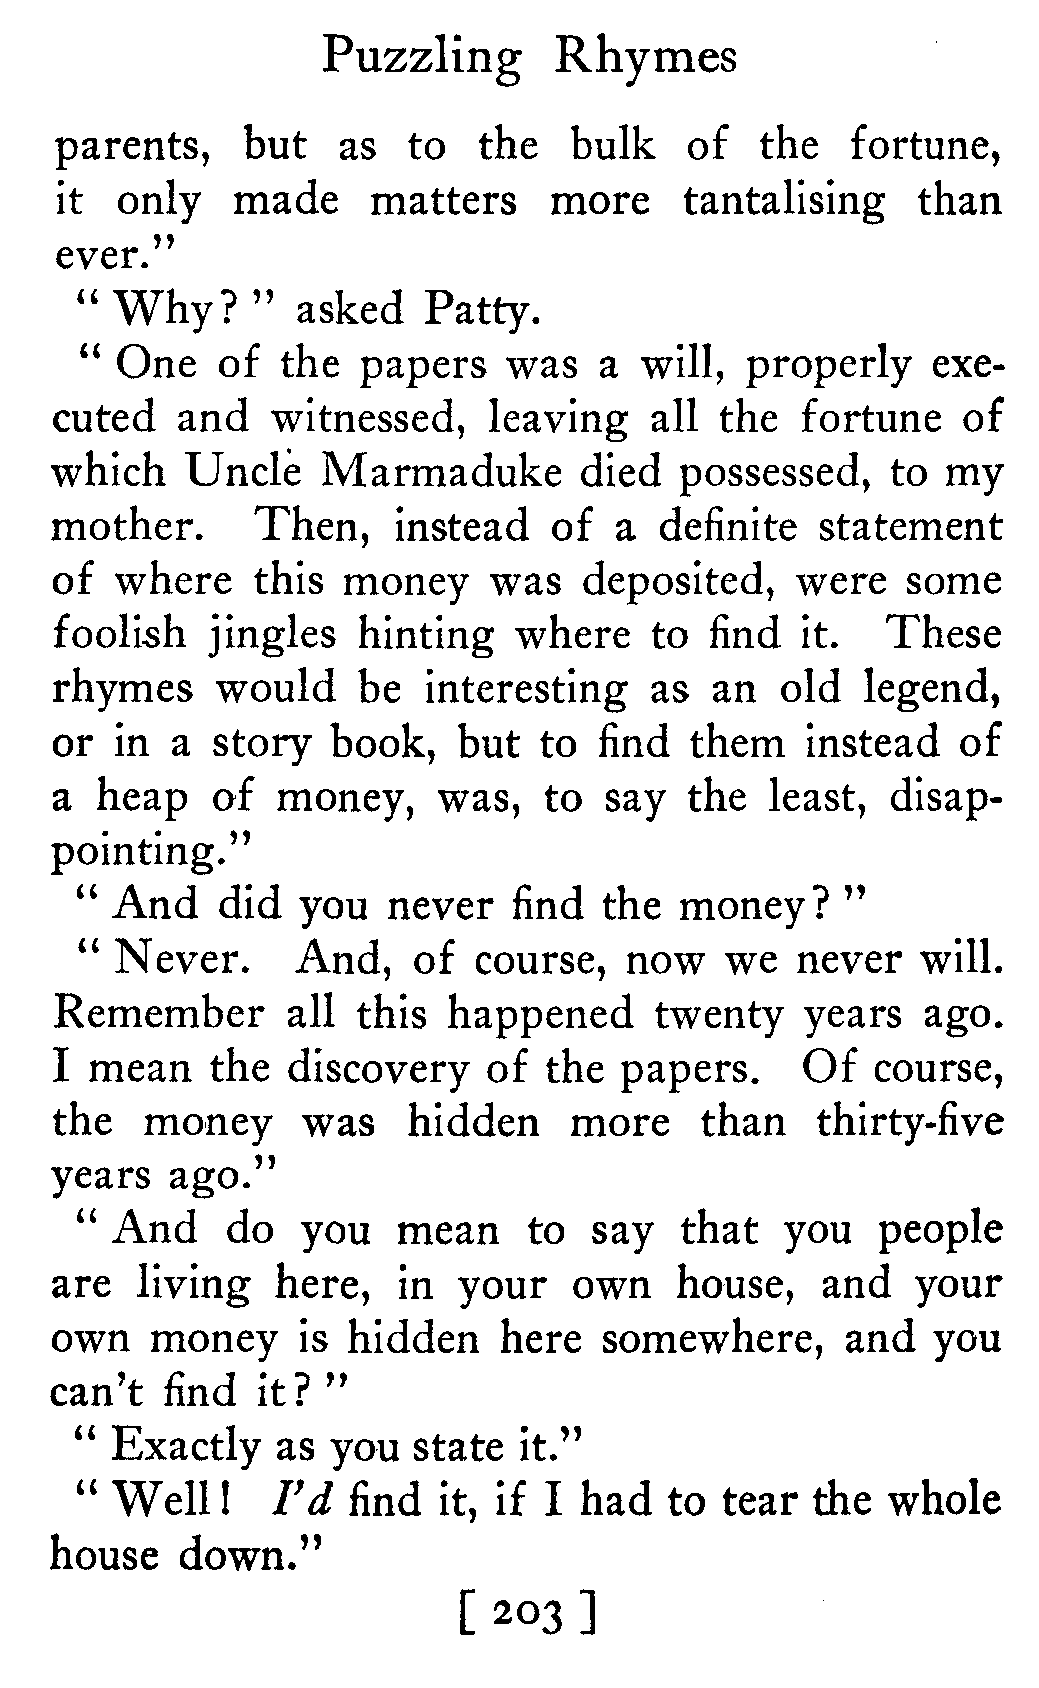 Puzzling Rhymes
parents, but as to the bulk of the fortune,
it only made matters more tantalising than
ever."
" Why? " asked Patty.
" One of the papers was a will, properly exe-
cuted and witnessed, leaving all the fortune of
which Uncle Marmaduke died possessed, to my
mother. Then, instead of a definite statement
of where this money was deposited, were some
foolish jingles hinting where to find it. These
rhymes would be interesting as an old legend,
or in a story book, but to find them instead of
a heap of money, was, to say the least, disap-
pointing."
" And did you never find the money? "
" Never. And, of course, now we never will.
Remember all this happened twenty years ago.
I mean the discovery of the papers. Of course,
the money was hidden more than thirty-five
years ago."
" And do you mean to say that you people
are living here, in your own house, and your
own money is hidden here somewhere, and you
can't find it? "
" Exactly as you state it."
" Well! I'd find it, if I had to tear the whole
house down."
[ 203 ]